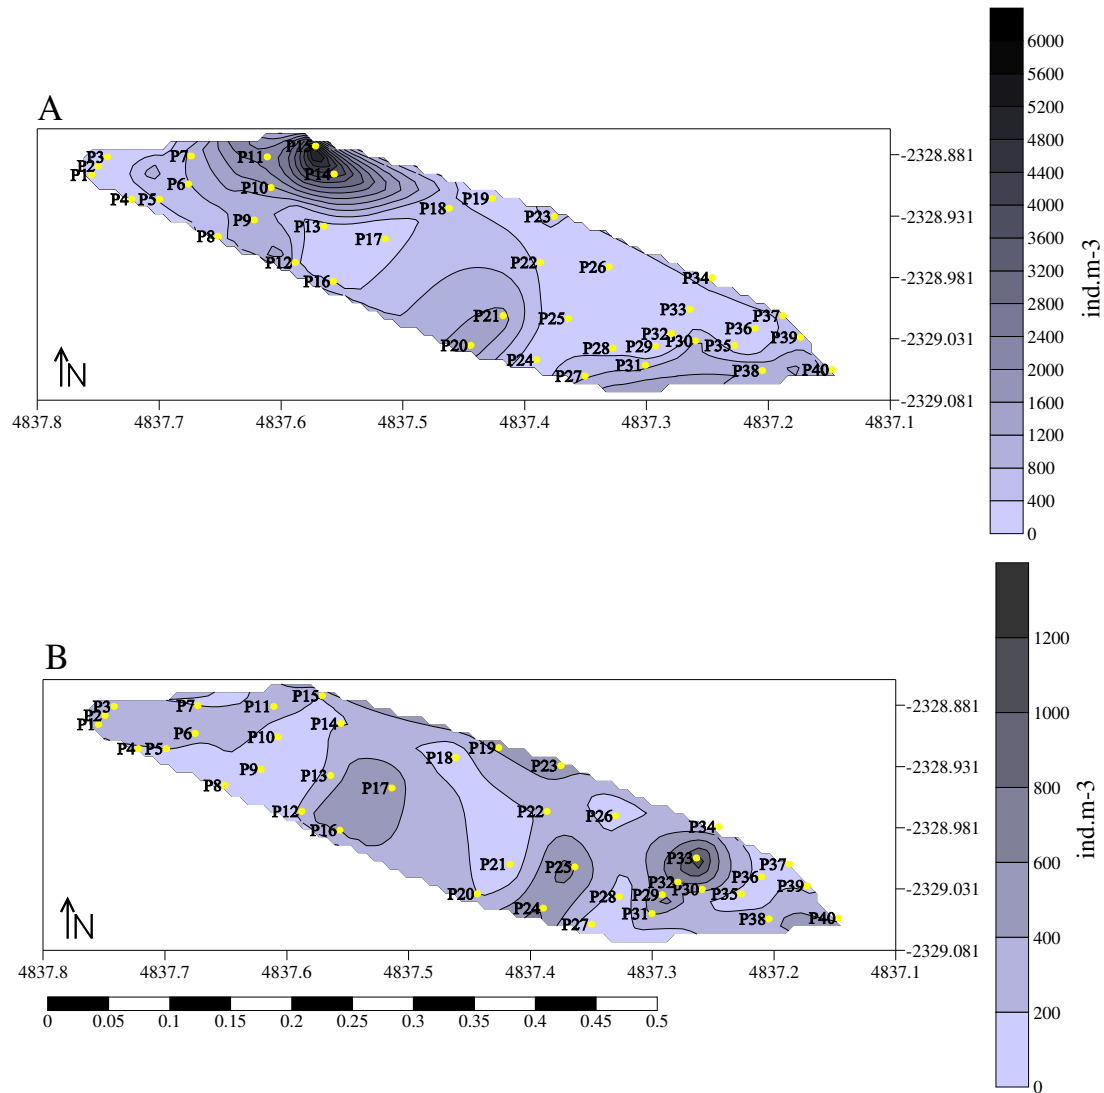 A
P1
P2
P3
P4
P5
P6
P7
P8
P9
P10
P11
P12
P13
P14
P15
P16
P17
P18
P19
P20
P21
P22
P23
P24
P25
P26
P27
P28
P29
P30
P31
P32
P33
P34
P35
P36
P37
P38
P39
P40
N
-2328.881
-2328.931
-2328.981
-2329.031
-2329.081
4837.8 4837.7 4837.6 4837.5 4837.4 4837.3 4837.2 4837.1
6000
5600
5200
4800
4400
4000
3600
3200
2800
2400
2000
1600
1200
800
400
0
ind.m-3
B
P1
P2
P3
P4
P5
P6
P7
P8
P9
P10
P11
P12
P13
P14
P15
P16
P17
P18
P19
P20
P21
P22
P23
P24
P25
P26
P27
P28
P29
P30
P31
P32
P33
P34
P35
P36
P37
P38
P39
P40
N
-2328.881
-2328.931
-2328.981
-2329.031
-2329.081
4837.8 4837.7 4837.6 4837.5 4837.4 4837.3 4837.2 4837.1
0 0.05 0.1 0.15 0.2 0.25 0.3 0.35 0.4 0.45 0.5
1200
1000
800
600
400
200
0
ind.m-3